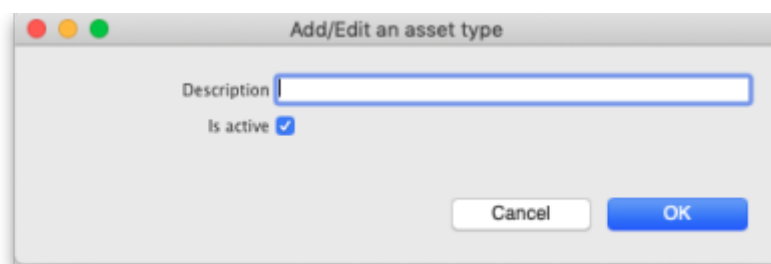 Add/Edit an asset type
Description
Is active
Cancel
OK